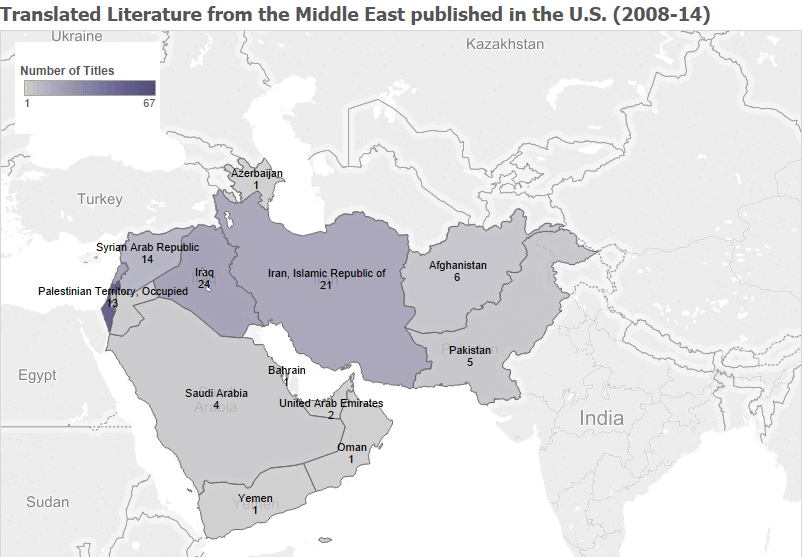 Translated Literature from the Middle East published in the U.S. (2008-14)
Ukraine
Kazakhstan
Number of Titles
1 67
Azerbaijan
1
Turkey
Syrian Arab Republic
14
Iraq
24
Iran, Islamic Republic of
21
Afghanistan
6
Palestinian Territory, Occupied
13
Pakistan
5
Egypt
Bahrain
1
Saudi Arabia
4
Arabia
United Arab Emirates
2
India
Oman
1
Sudan
Yemen
1
Yemen